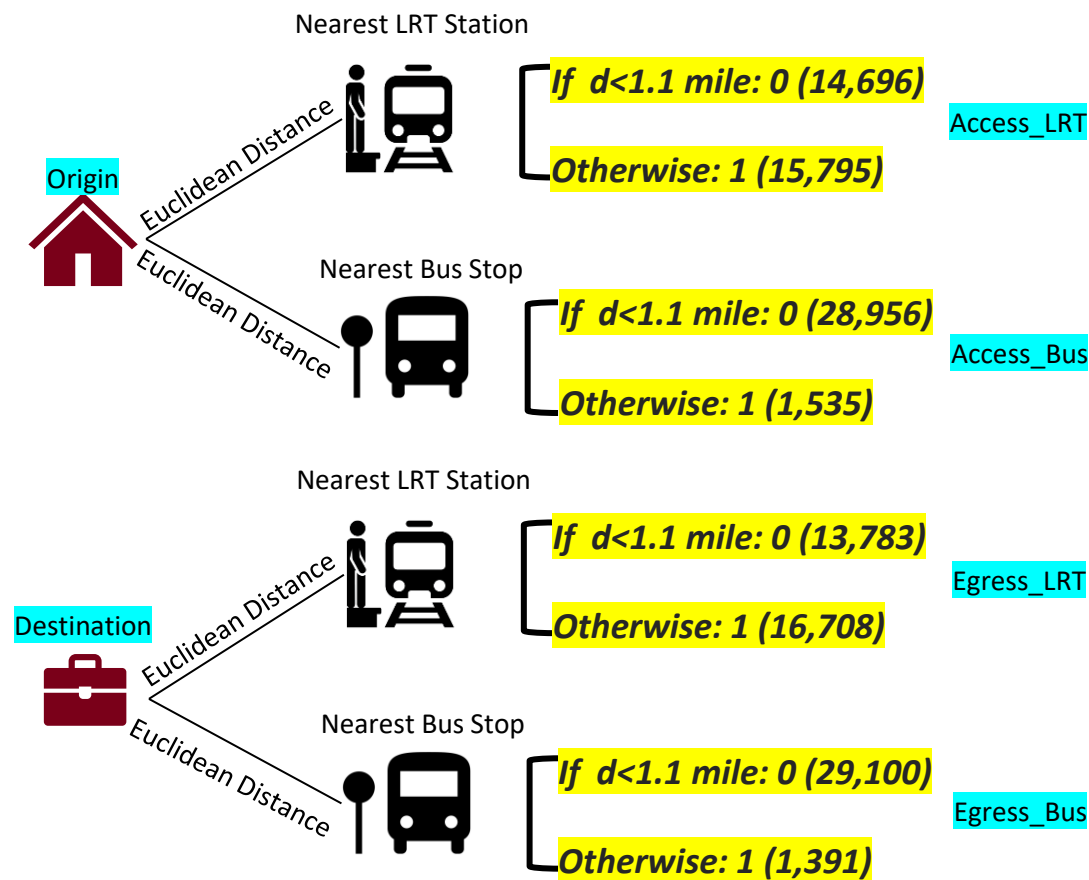 Nearest LRT Station
If d<1.1 mile: 0 (14,696)
Access_LRT
Otherwise: 1 (15,795)
Origin
Euclidean Distance
Euclidean Distance
Nearest Bus Stop
If d<1.1 mile: 0 (28,956)
Access_Bus
Otherwise: 1 (1,535)
Nearest LRT Station
If d<1.1 mile: 0 (13,783)
Egress_LRT
Otherwise: 1 (16,708)
Destination
Euclidean Distance
Euclidean Distance
Nearest Bus Stop
If d<1.1 mile: 0 (29,100)
Egress_Bus
Otherwise: 1 (1,391)